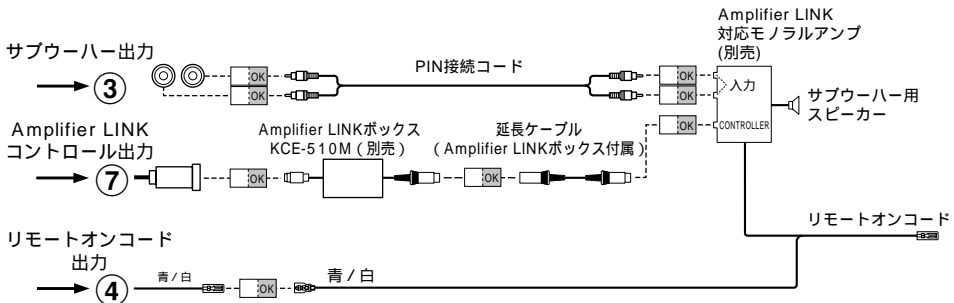 Amplifier LINK
対応モノラルアンプ
(別売)
サブウーハー出力
③
OK
OK
PIN接続コード
OK
OK
入力
サブウーハー用
スピーカー
Amplifier LINK
コントロール出力
⑦
OK
Amplifier LINKボックス
KCE-510M(別売)
延長ケーブル
(Amplifier LINKボックス付属)
OK
OK
CONTROLLER
リモートオンコード
リモートオンコード
出力
④
青/白
OK
青/白